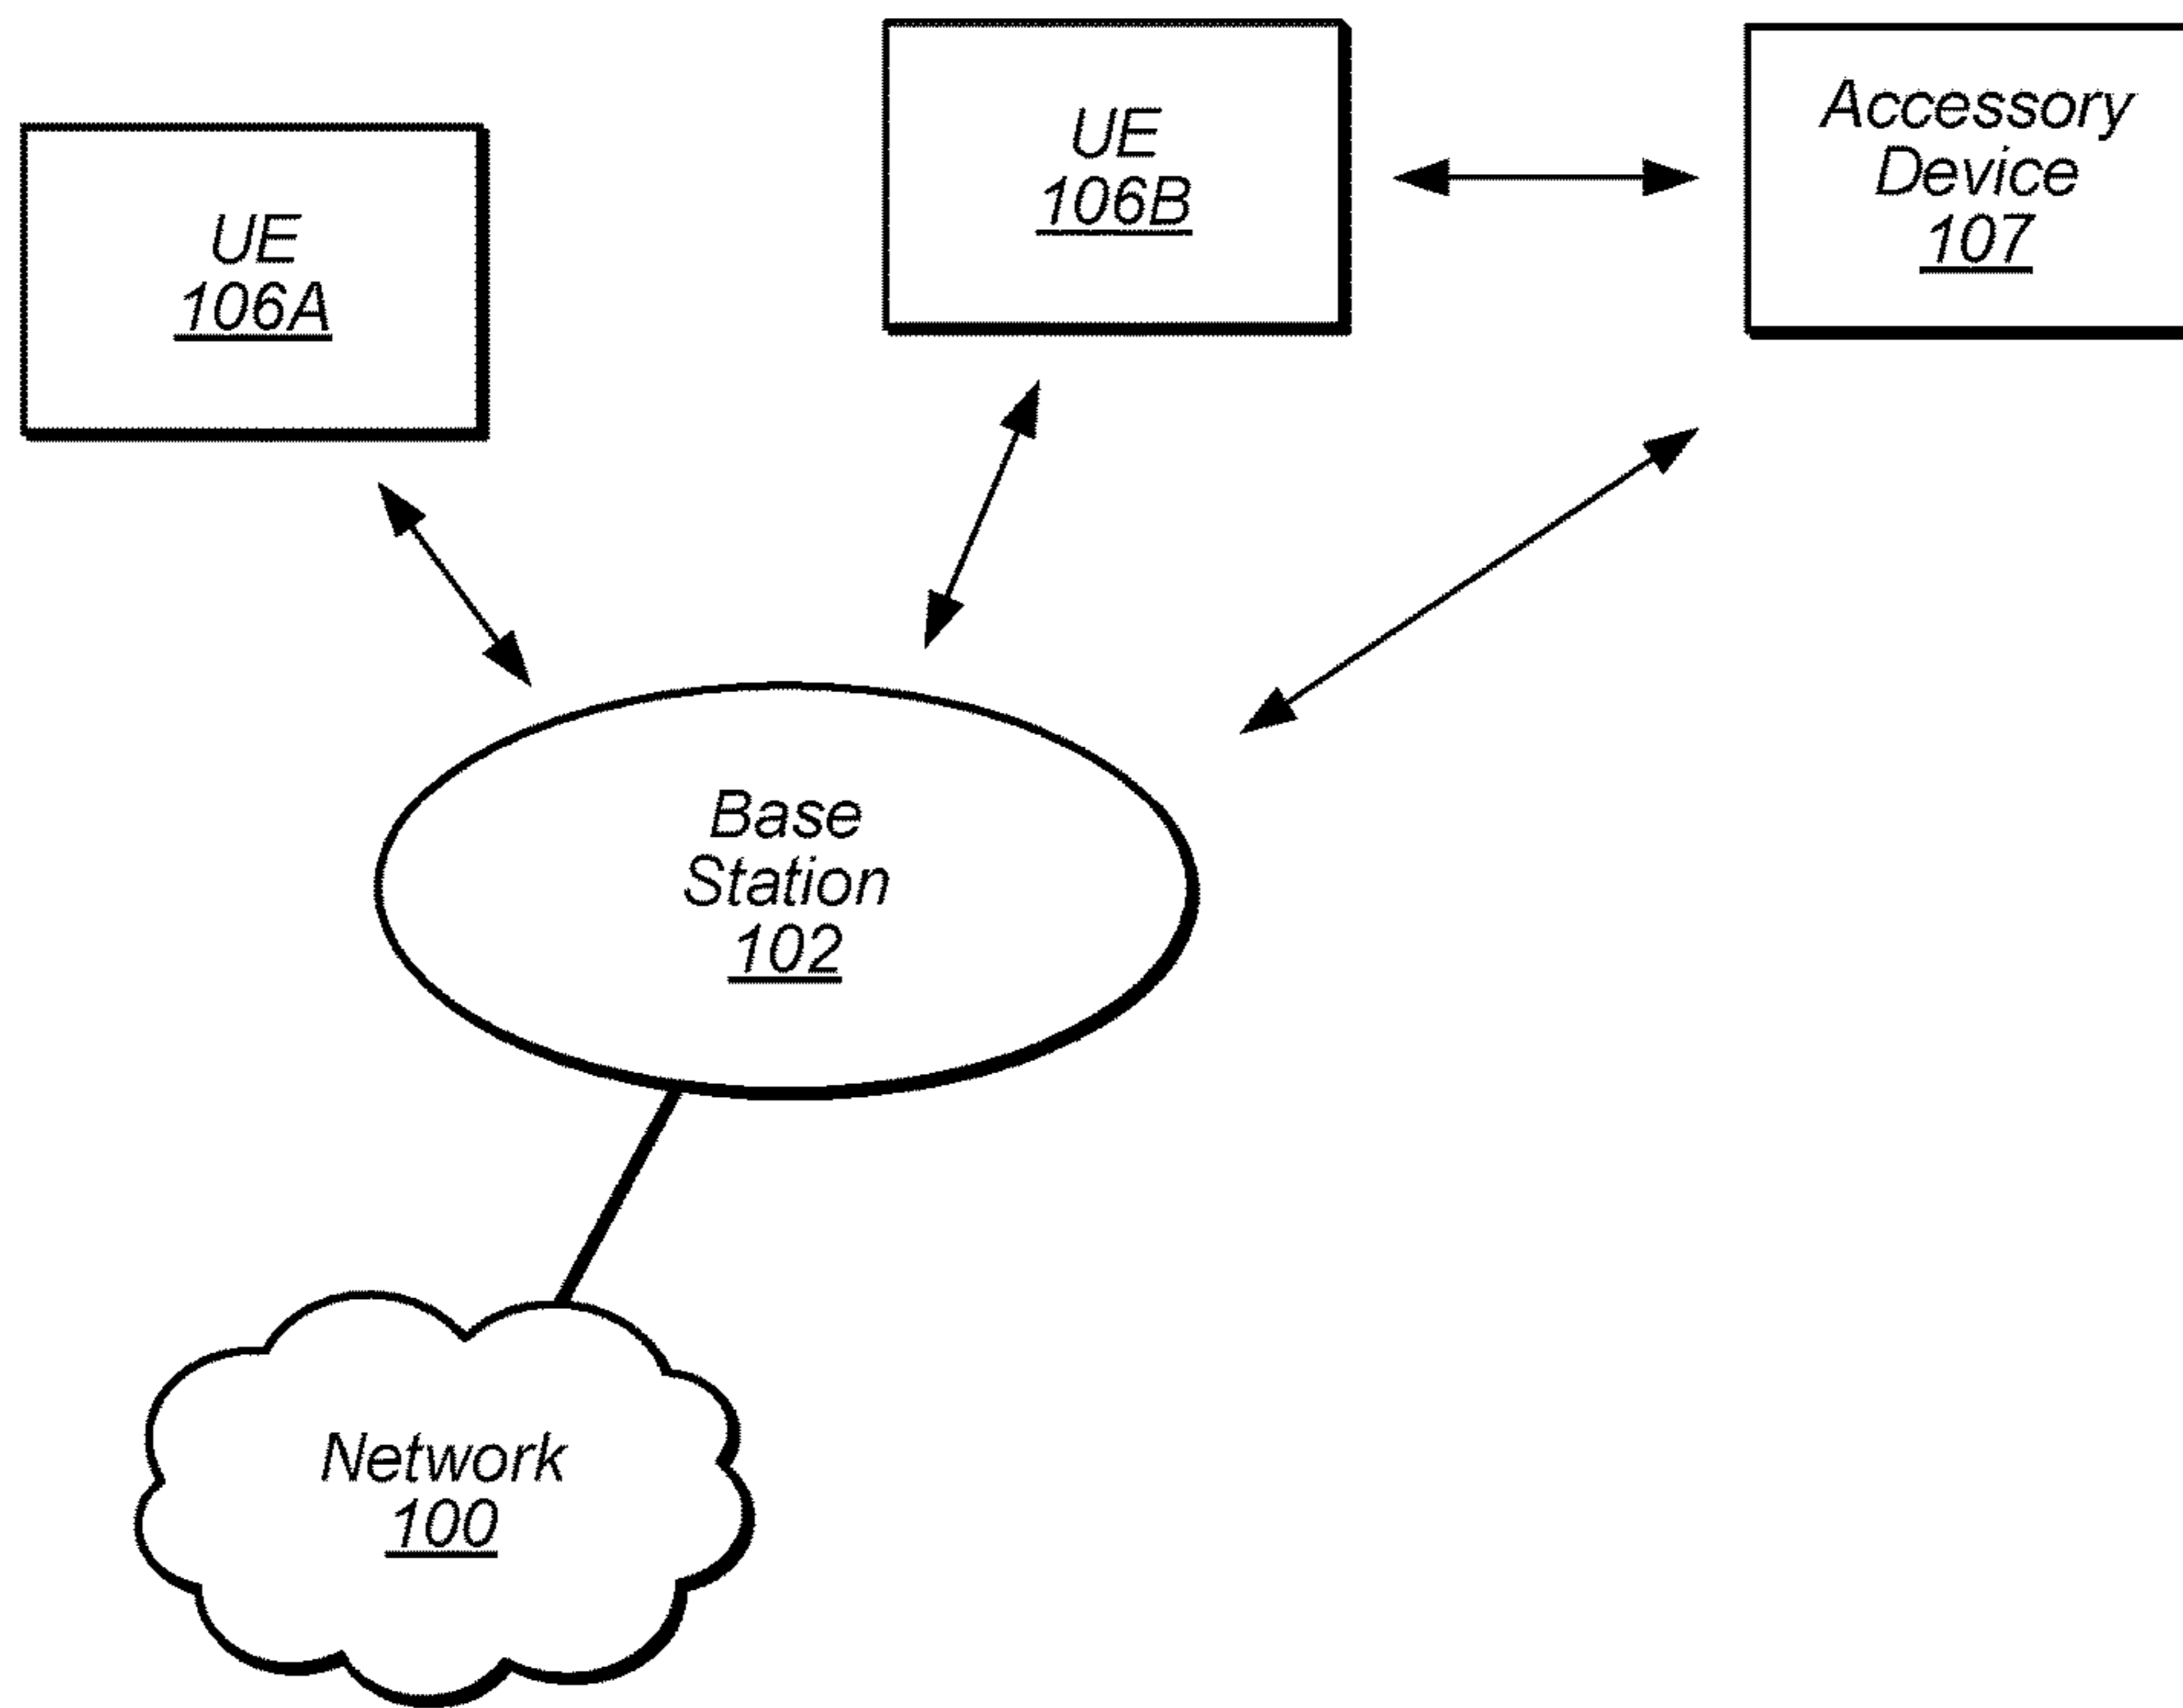 UE
106A
UE
106B
Accessory
Device
107
Base
Station
102
Network
100